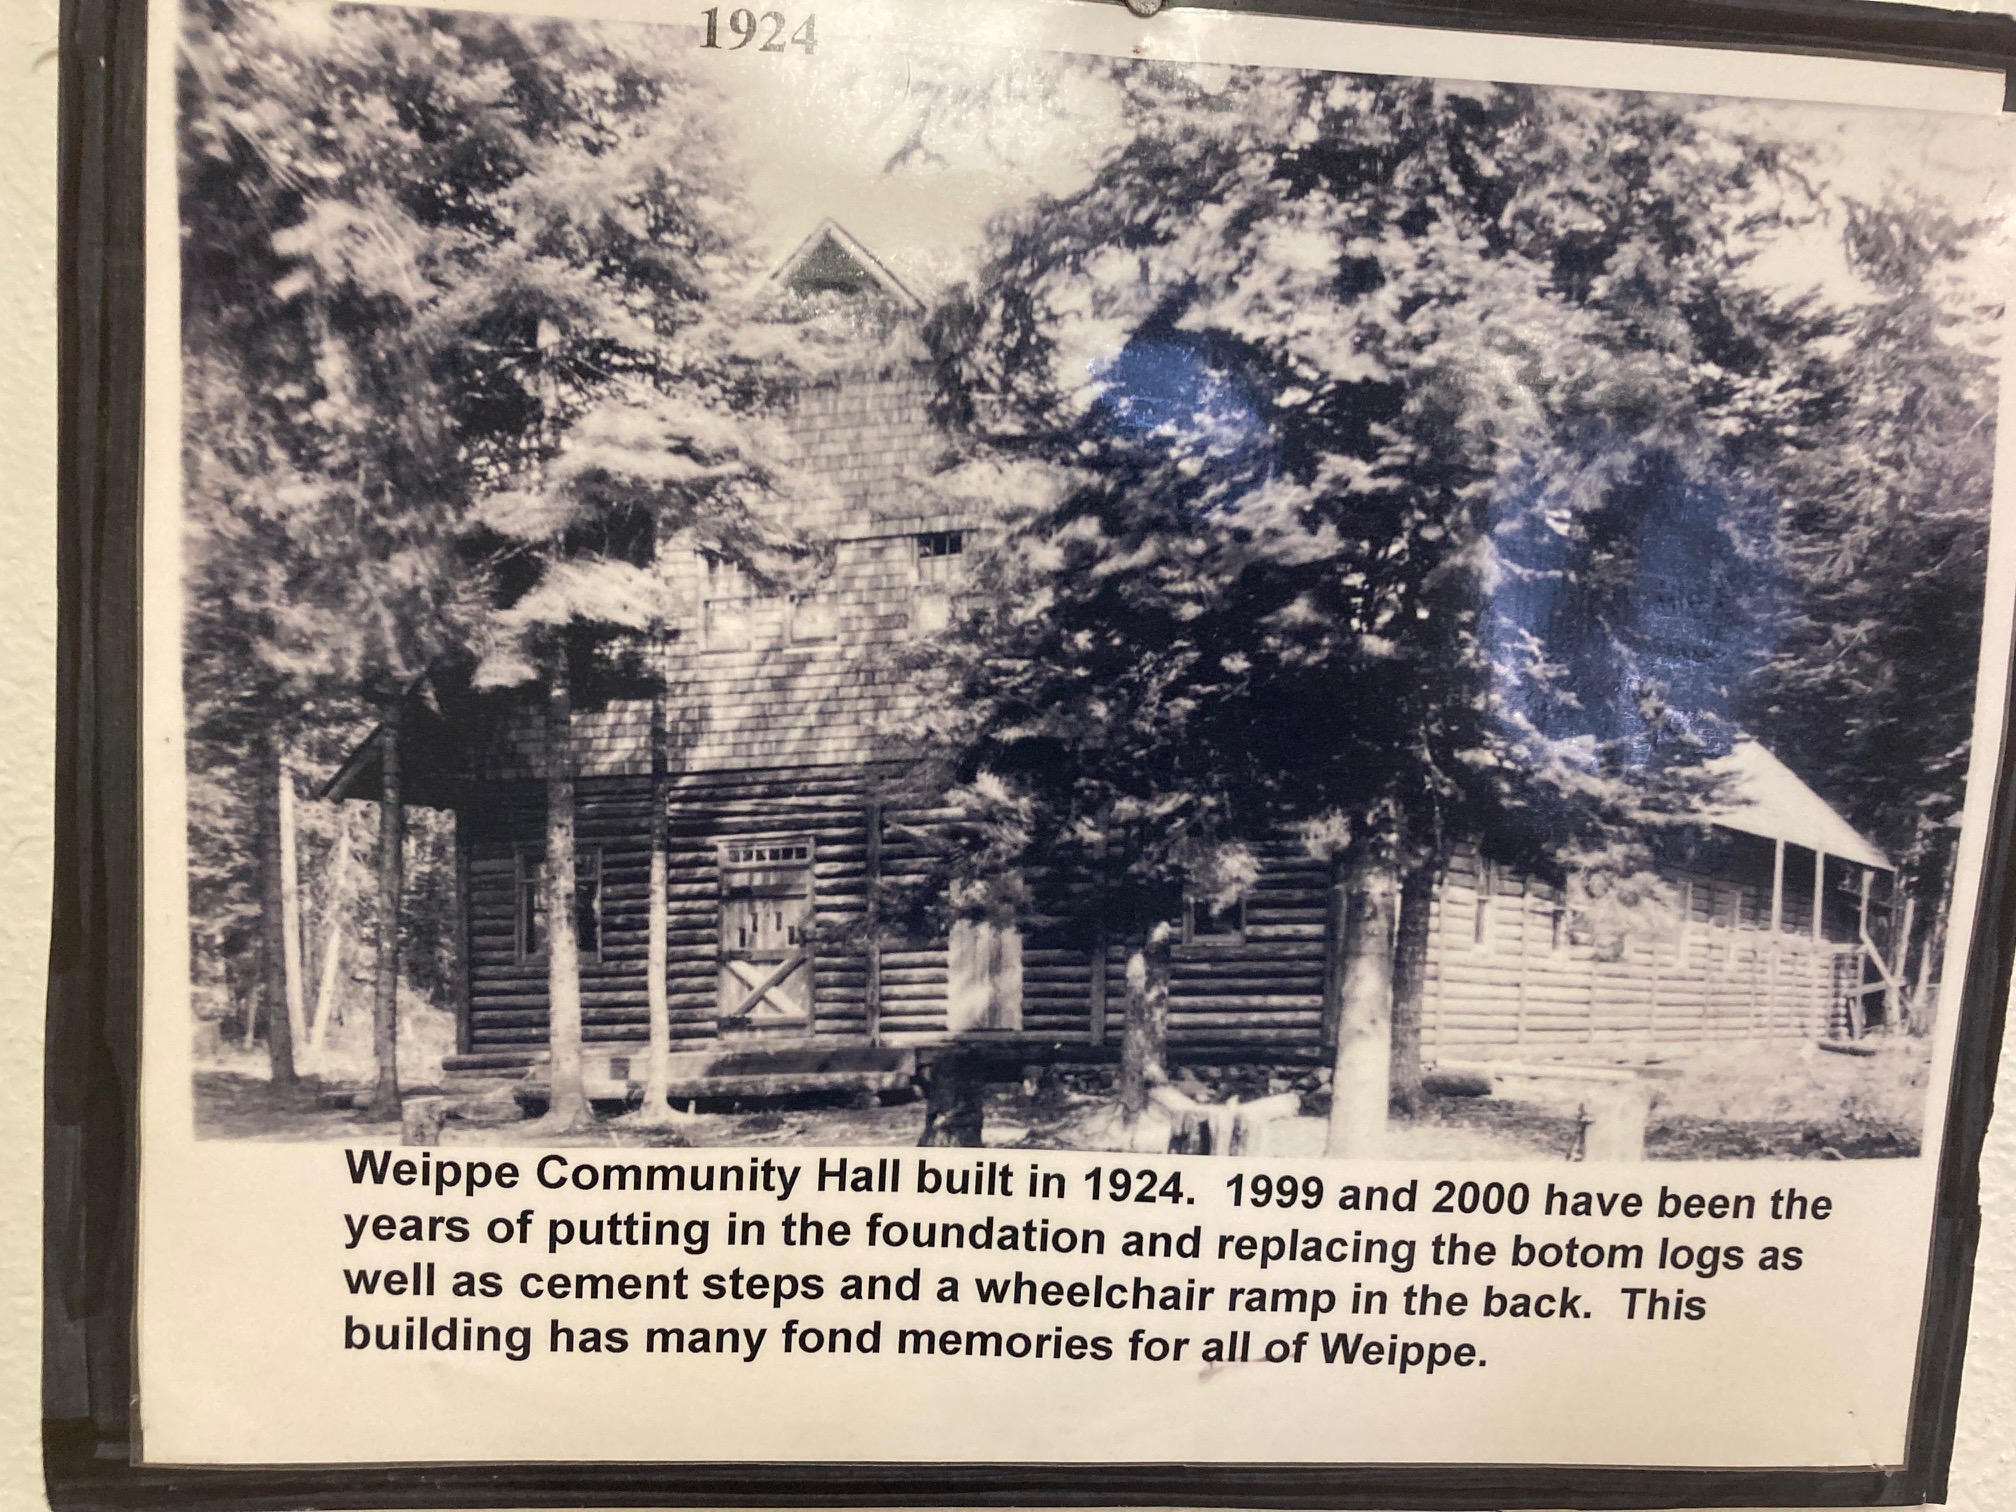 1924
Weippe Community Hall built in 1924. 1999 and 2000 have been the
years of putting in the foundation and replacing the botom logs as
well as cement steps and a wheelchair ramp in the back. This
building has many fond memories for all of Weippe.